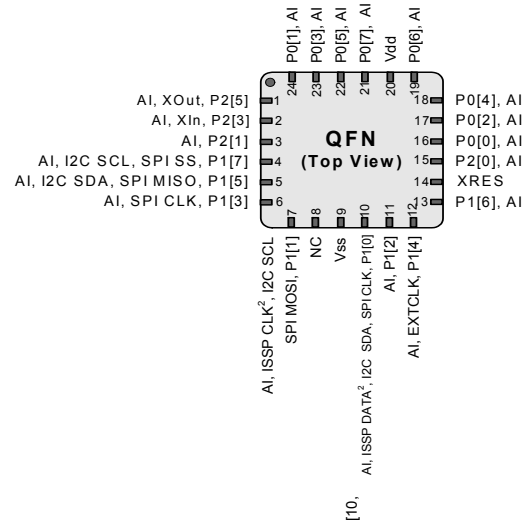 P0[1], AI
P0[3], AI
P0[5], AI
P0[7], AI
Vdd
P0[6], AI
24
23
22
21
20
19
AI, XOut, P2[5]
1
18
P0[4], AI
AI, XIn, P2[3]
2
17
P0[2], AI
AI, P2[1]
3
QFN
16
P0[0], AI
AI, I2C SCL, SPI SS, P1[7]
4
(Top View)
15
P2[0], AI
AI, I2C SDA, SPI MISO, P1[5]
5
14
XRES
AI, SPI CLK, P1[3]
6
13
P1[6], AI
7
8
9
10
11
12
AI, ISSP CLK², I2C SCL
SPI MOSI, P1[1]
NC
Vss
AI, ISSP DATA², I2C SDA, SPI CLK, P1[0]
AI, P1[2]
AI, EXTCLK, P1[4]
[10,